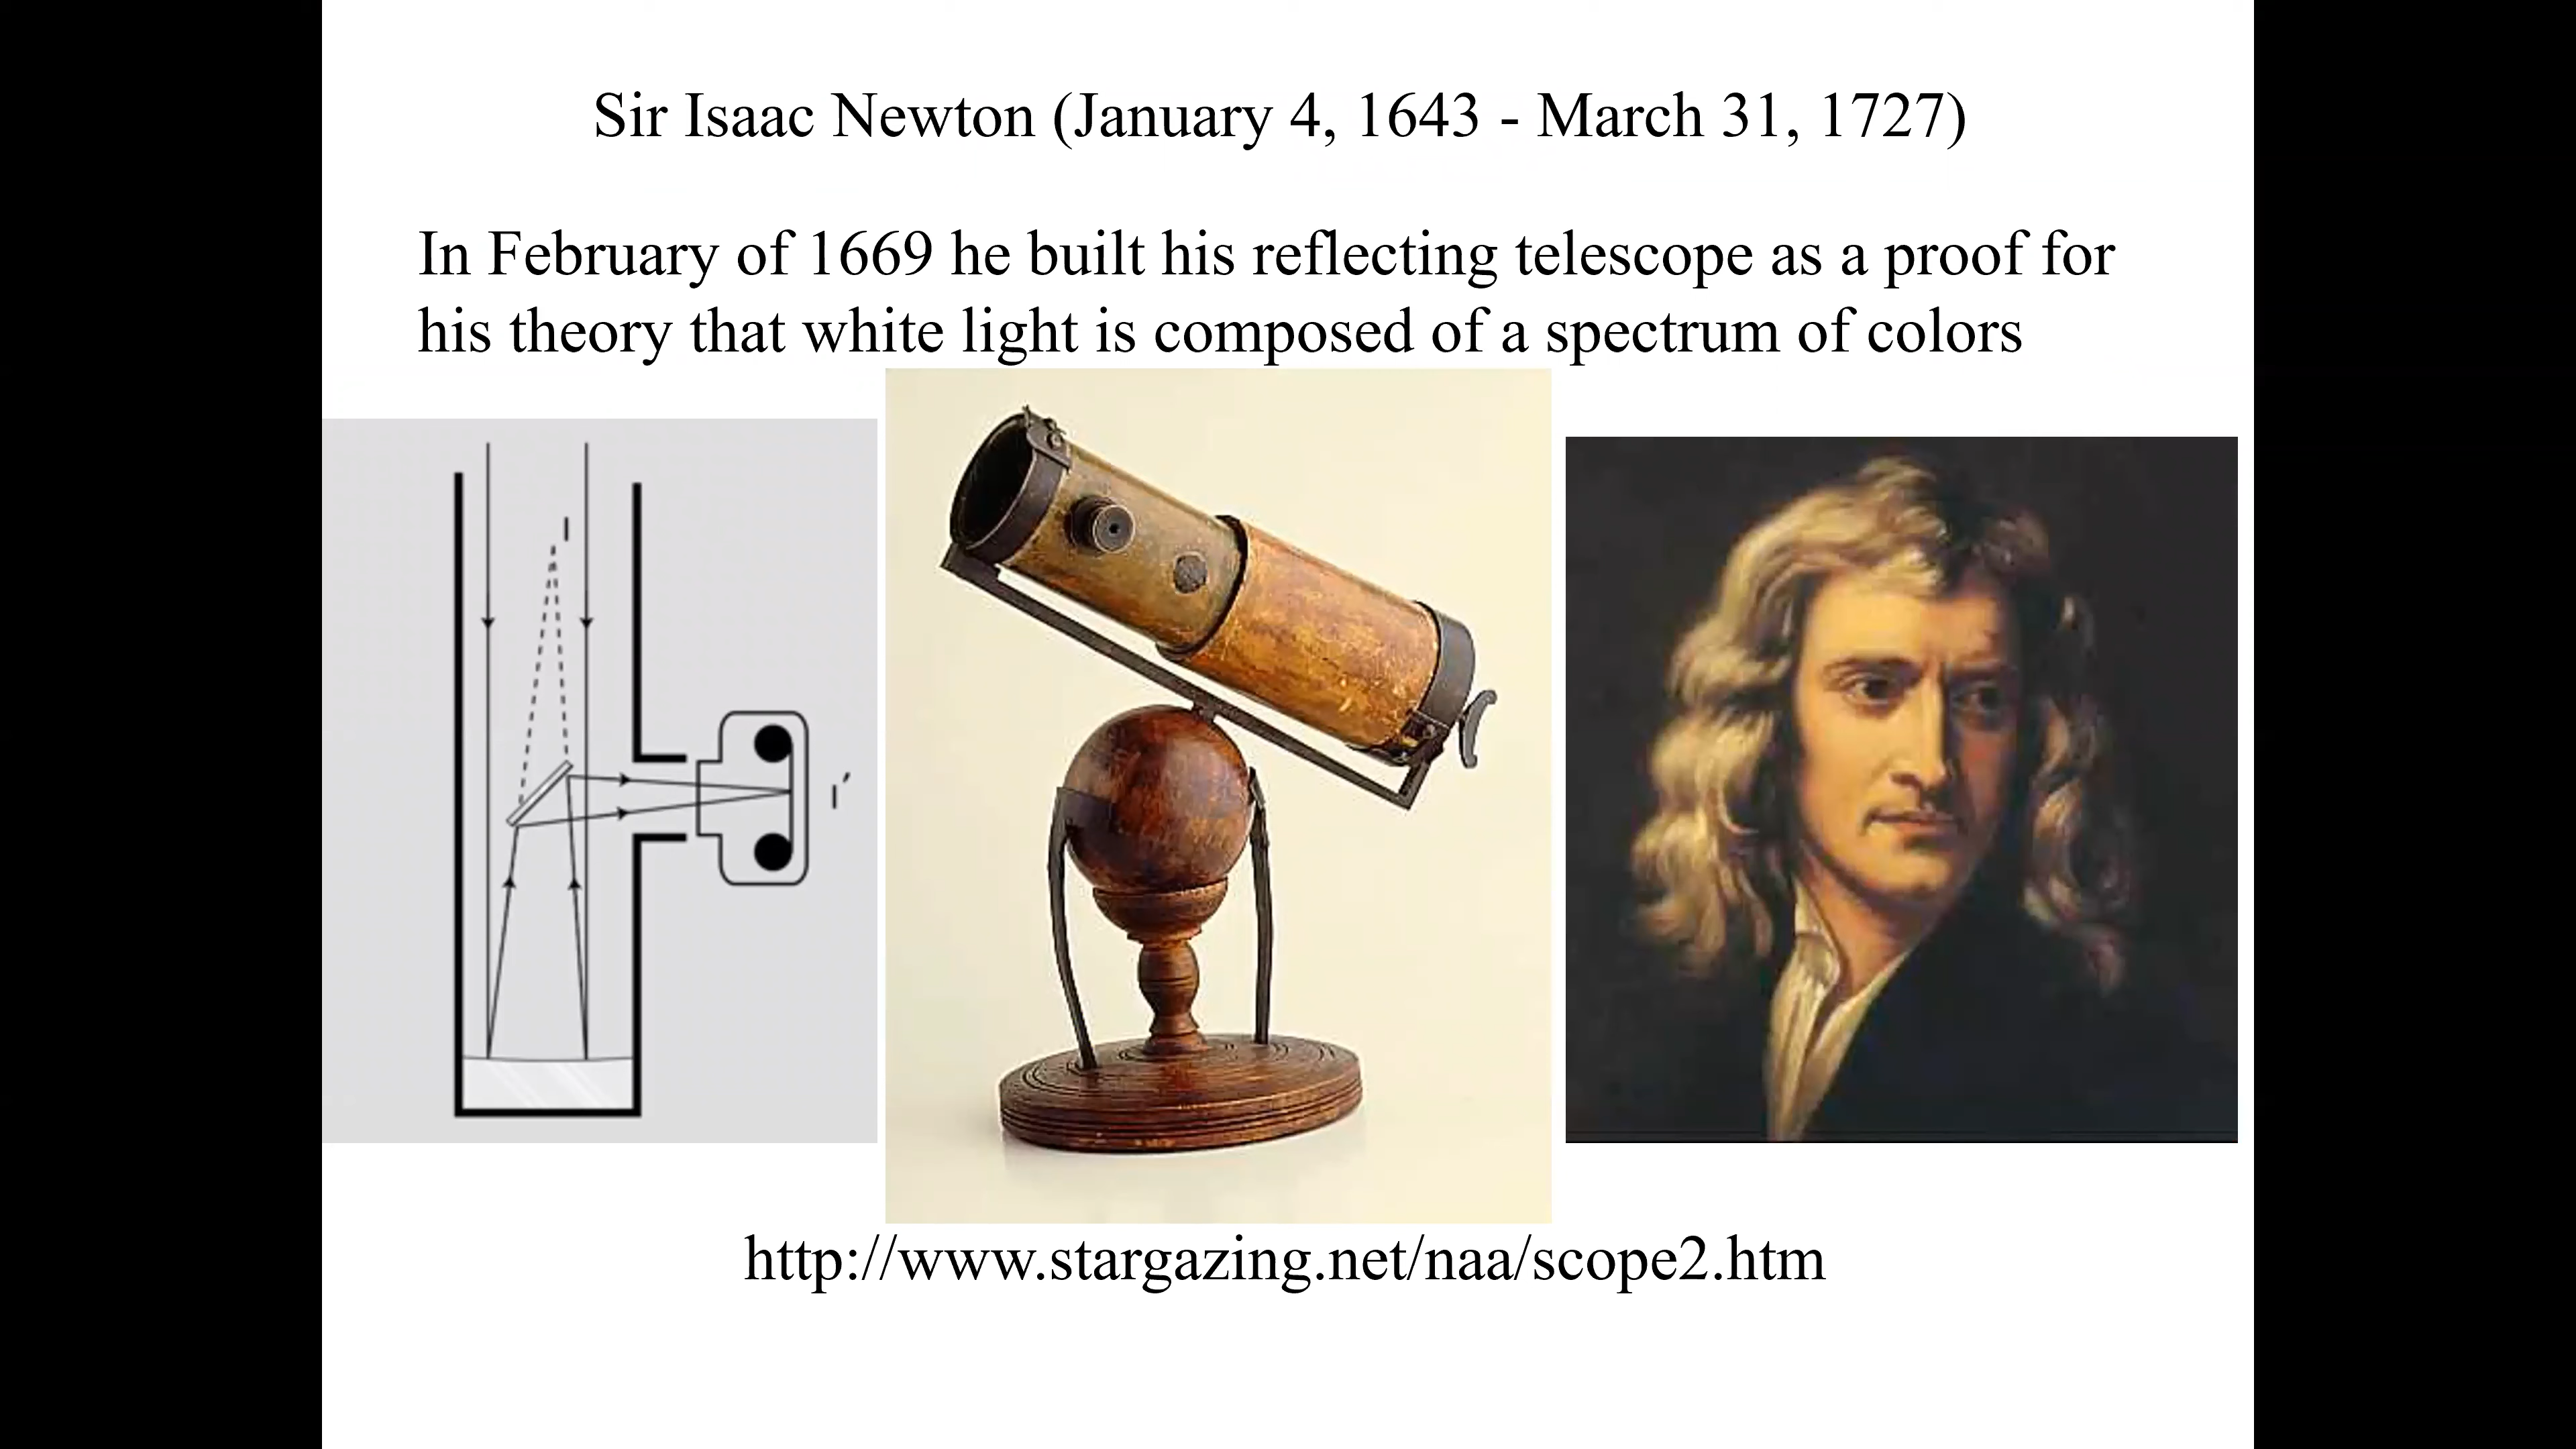 Sir Isaac Newton (January 4, 1643 - March 31, 1727)
In February of 1669 he built his reflecting telescope as a proof for
his theory that white light is composed of a spectrum of colors
I
I′
http://www.stargazing.net/naa/scope2.htm